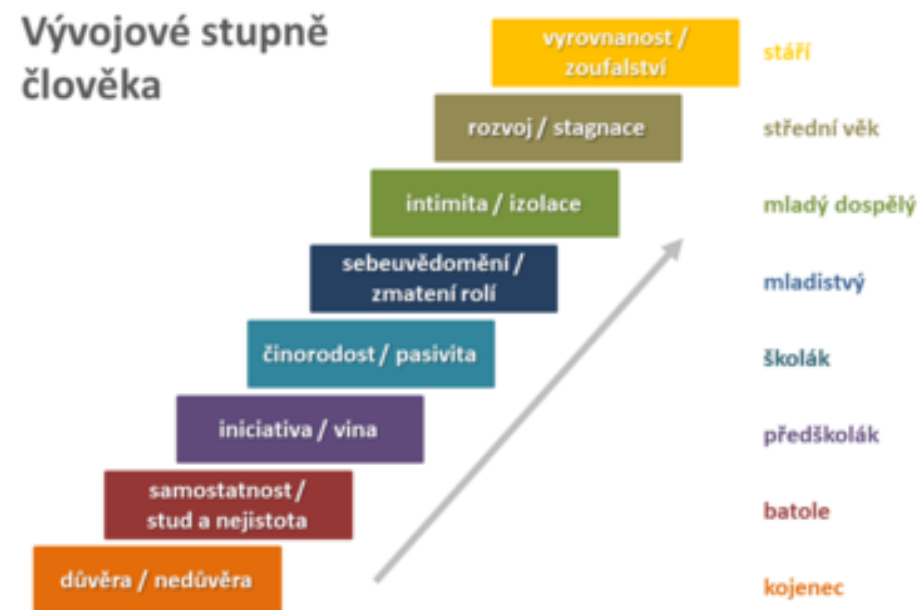 Vývojové stupně
člověka
vyrovnanost /
zoufalství
stáří
rozvoj / stagnace
střední věk
intimita / izolace
mladý dospělý
sebeuvědomění /
zmatení rolí
mladistvý
činorodost / pasivita
školák
iniciativa / vina
předškolák
samostatnost /
stud a nejistota
batole
důvěra / nedůvěra
kojenec